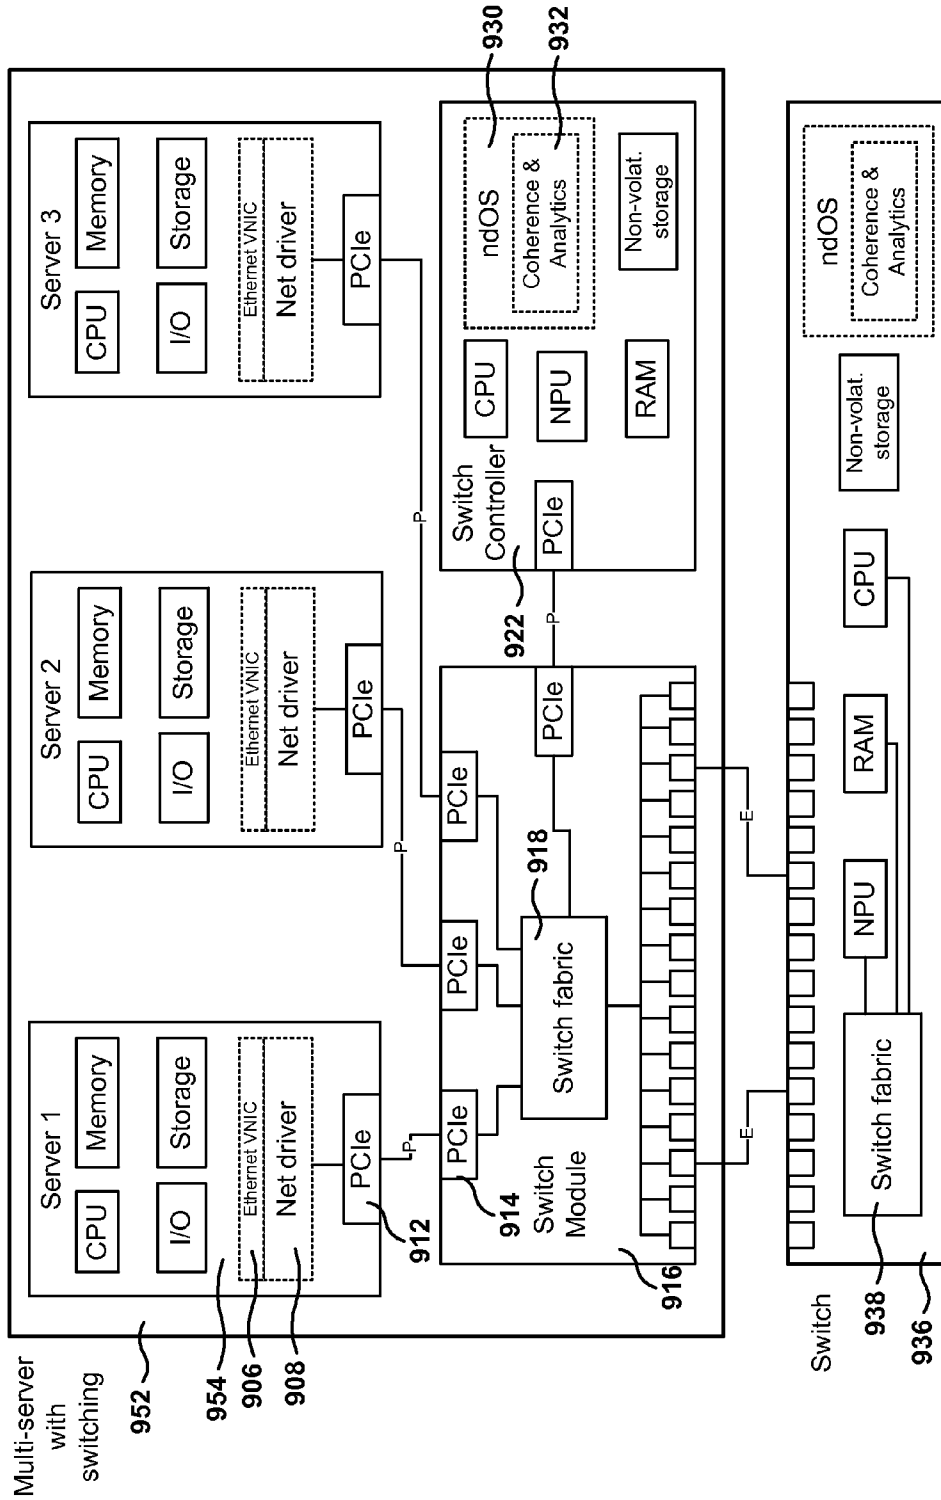 Multi-server
with
switching
952
954
906
908
Server 1
CPU
Memory
I/O
Storage
Ethernet VNIC
Net driver
PCIe
912
Server 2
CPU
Memory
I/O
Storage
Ethernet VNIC
Net driver
PCIe
Server 3
CPU
Memory
I/O
Storage
Ethernet VNIC
Net driver
PCIe
P
P
P
914
PCIe
PCIe
PCIe
Switch
Module
916
Switch fabric
918
PCIe
P
922
Switch
Controller
PCIe
CPU
NPU
RAM
ndOS
930
Coherence &
Analytics
932
Non-volat.
storage
E
E
Switch
938
936
Switch fabric
NPU
RAM
CPU
Non-volat.
storage
ndOS
Coherence &
Analytics